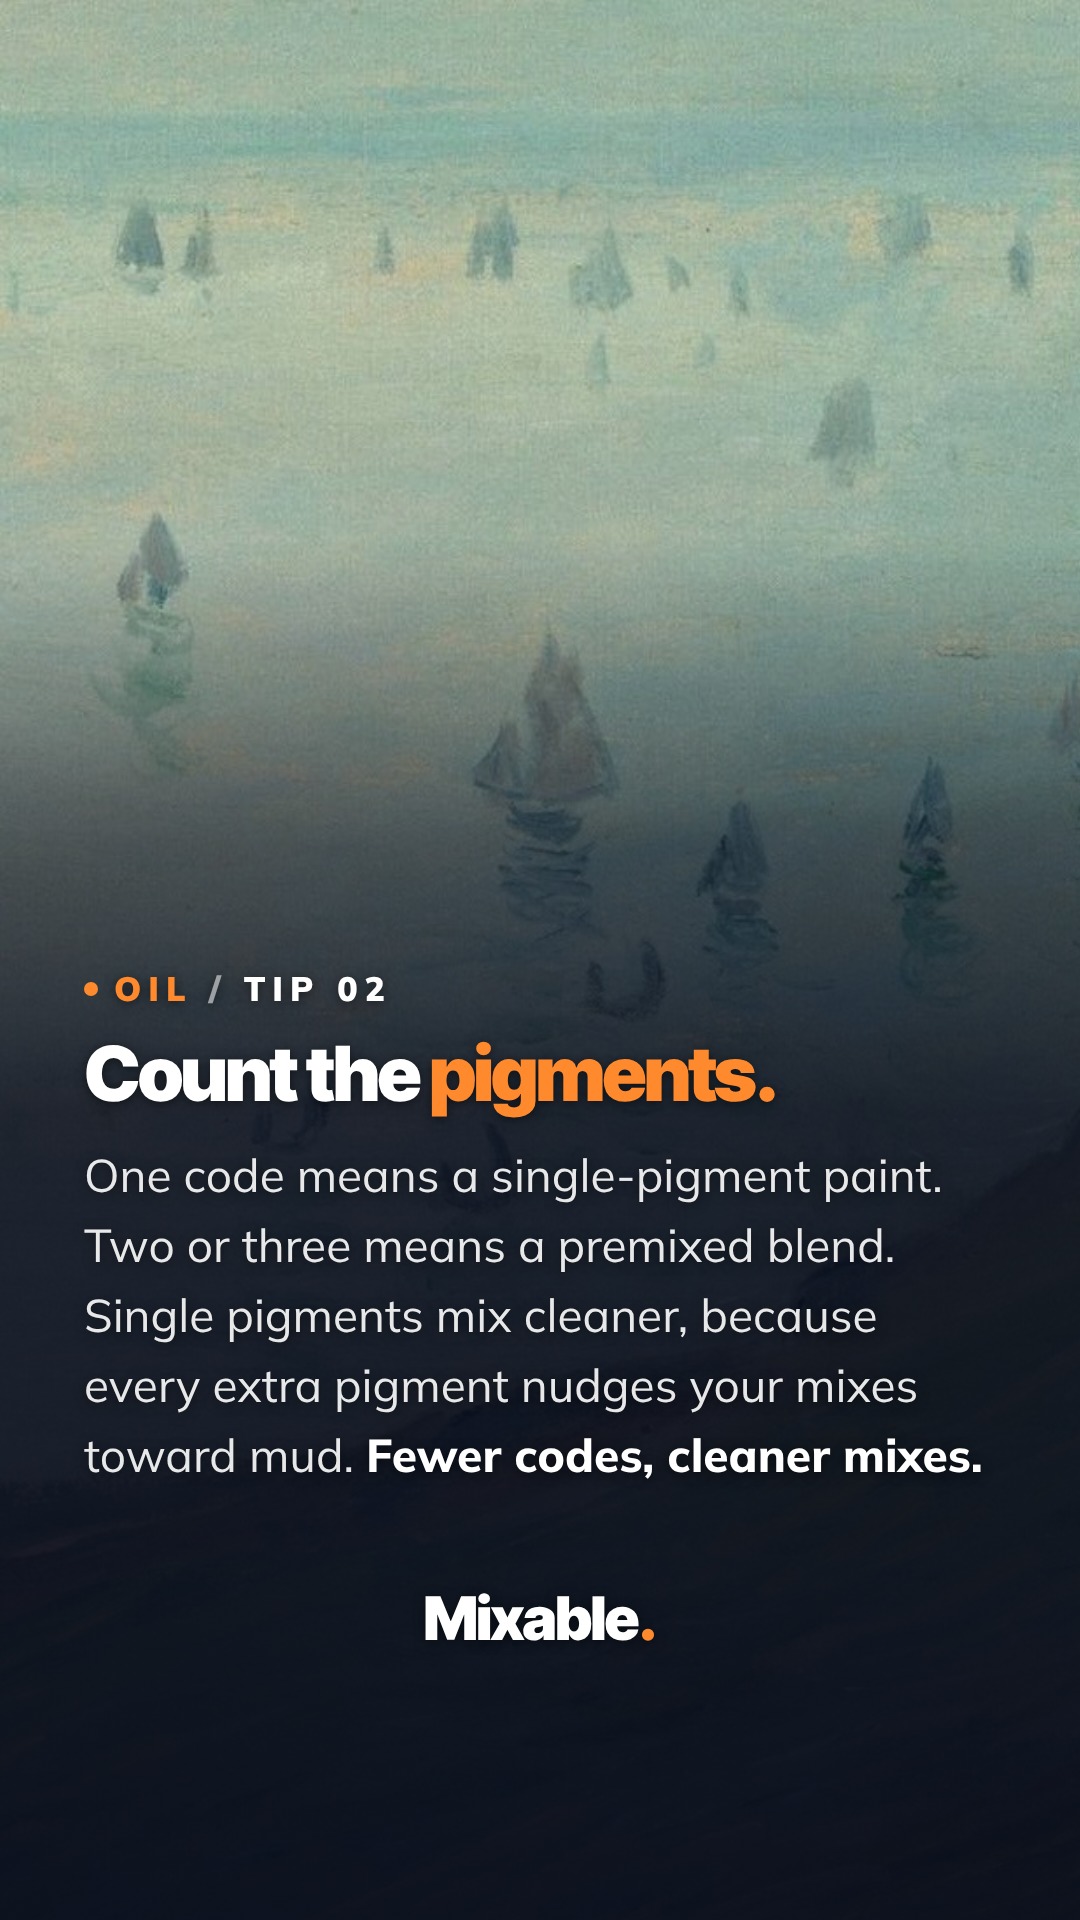 • OIL / TIP 02
Count the pigments.
One code means a single-pigment paint.
Two or three means a premixed blend.
Single pigments mix cleaner, because
every extra pigment nudges your mixes
toward mud. Fewer codes, cleaner mixes.
Mixable.